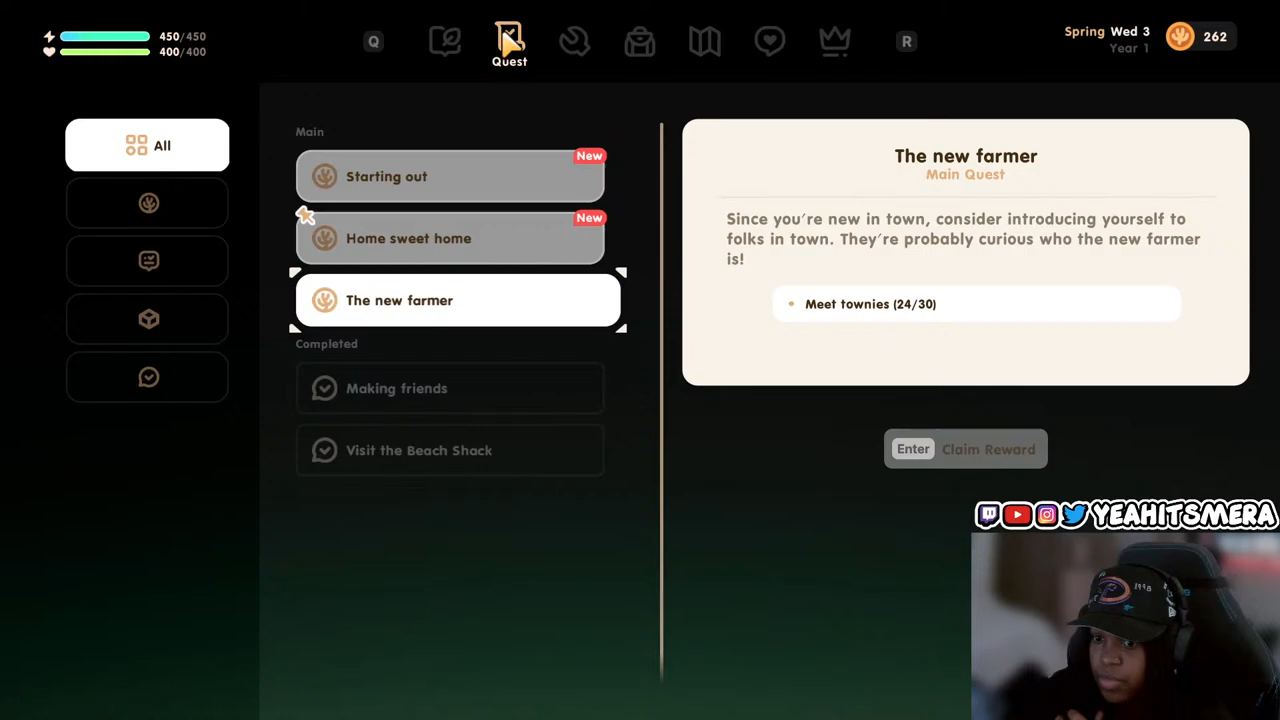 450/450
400/400
Q
Quest
R
Spring Wed 3
Year 1
262
All
Main
Starting out
New
Home sweet home
New
The new farmer
Completed
Making friends
Visit the Beach Shack
The new farmer
Main Quest
Since you're new in town, consider introducing yourself to
folks in town. They're probably curious who the new farmer
is!
• Meet townies (24/30)
Enter Claim Reward
YEAHITSMERA
1998